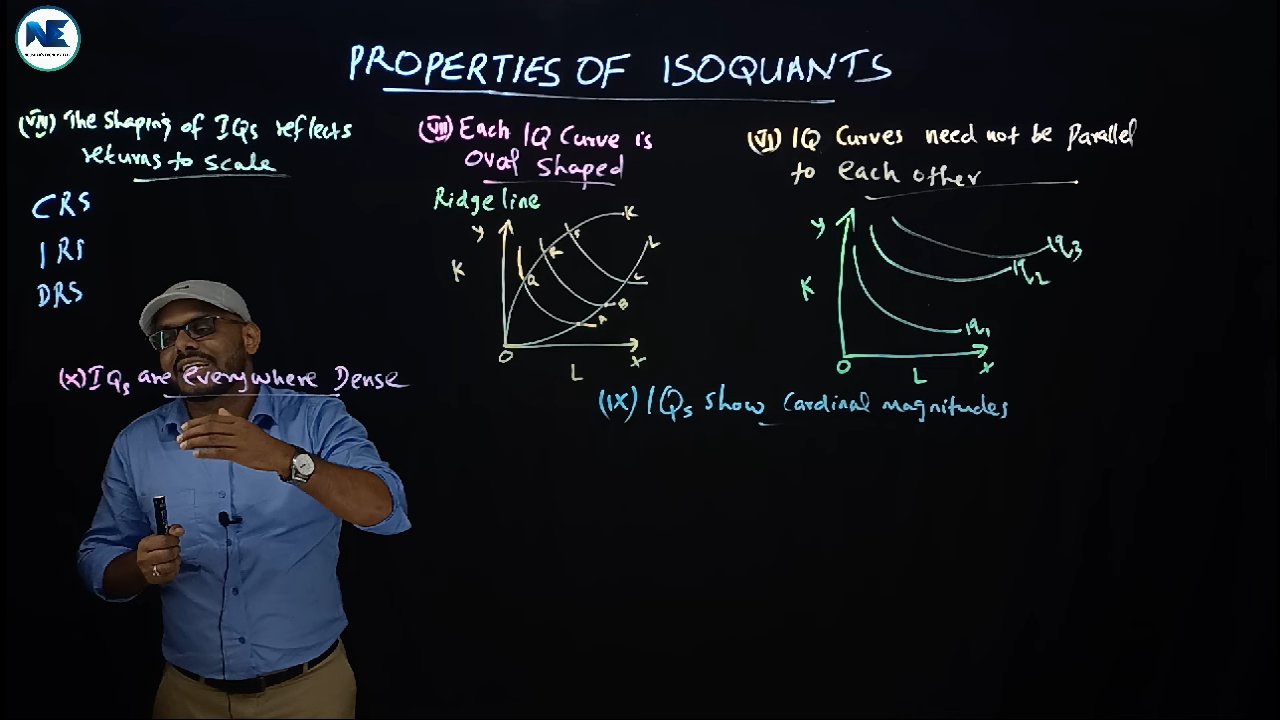 NE
PROPERTIES OF ISOQUANTS
(viii) The Shaping of IQs reflects
returns to Scale
CRS
IRS
DRS
(vii) Each IQ Curve is
Oval Shaped
Ridge line
y
K
K
L
S
R
Q
C
B
A
O
x
L
(vi) IQ Curves need not be Parallel
to each other
y
K
Iq3
Iq2
Iq1
O
x
L
(x) IQs are everywhere Dense
(ix) IQs show Cardinal magnitudes